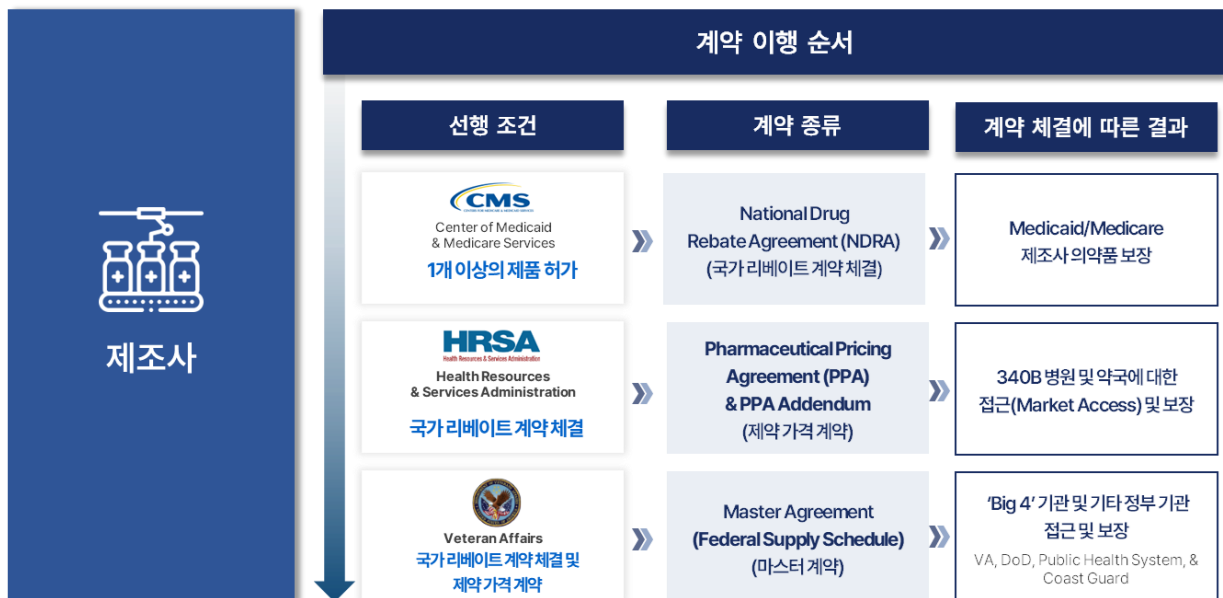 제조사
계약 이행 순서
선행 조건
계약 종류
계약 체결에 따른 결과
CMS
CENTERS FOR MEDICARE & MEDICAID SERVICES
Center of Medicaid
& Medicare Services
1개 이상의 제품 허가
National Drug
Rebate Agreement (NDRA)
(국가 리베이트 계약 체결)
Medicaid/Medicare
제조사 의약품 보장
HRSA
Health Resources & Services Administration
Health Resources
& Services Administration
국가 리베이트 계약 체결
Pharmaceutical Pricing
Agreement (PPA)
& PPA Addendum
(제약 가격 계약)
340B 병원 및 약국에 대한
접근(Market Access) 및 보장
Veteran Affairs
국가 리베이트 계약 체결 및
제약 가격 계약
Master Agreement
(Federal Supply Schedule)
(마스터 계약)
‘Big 4’ 기관 및 기타 정부 기관
접근 및 보장
VA, DoD, Public Health System, &
Coast Guard